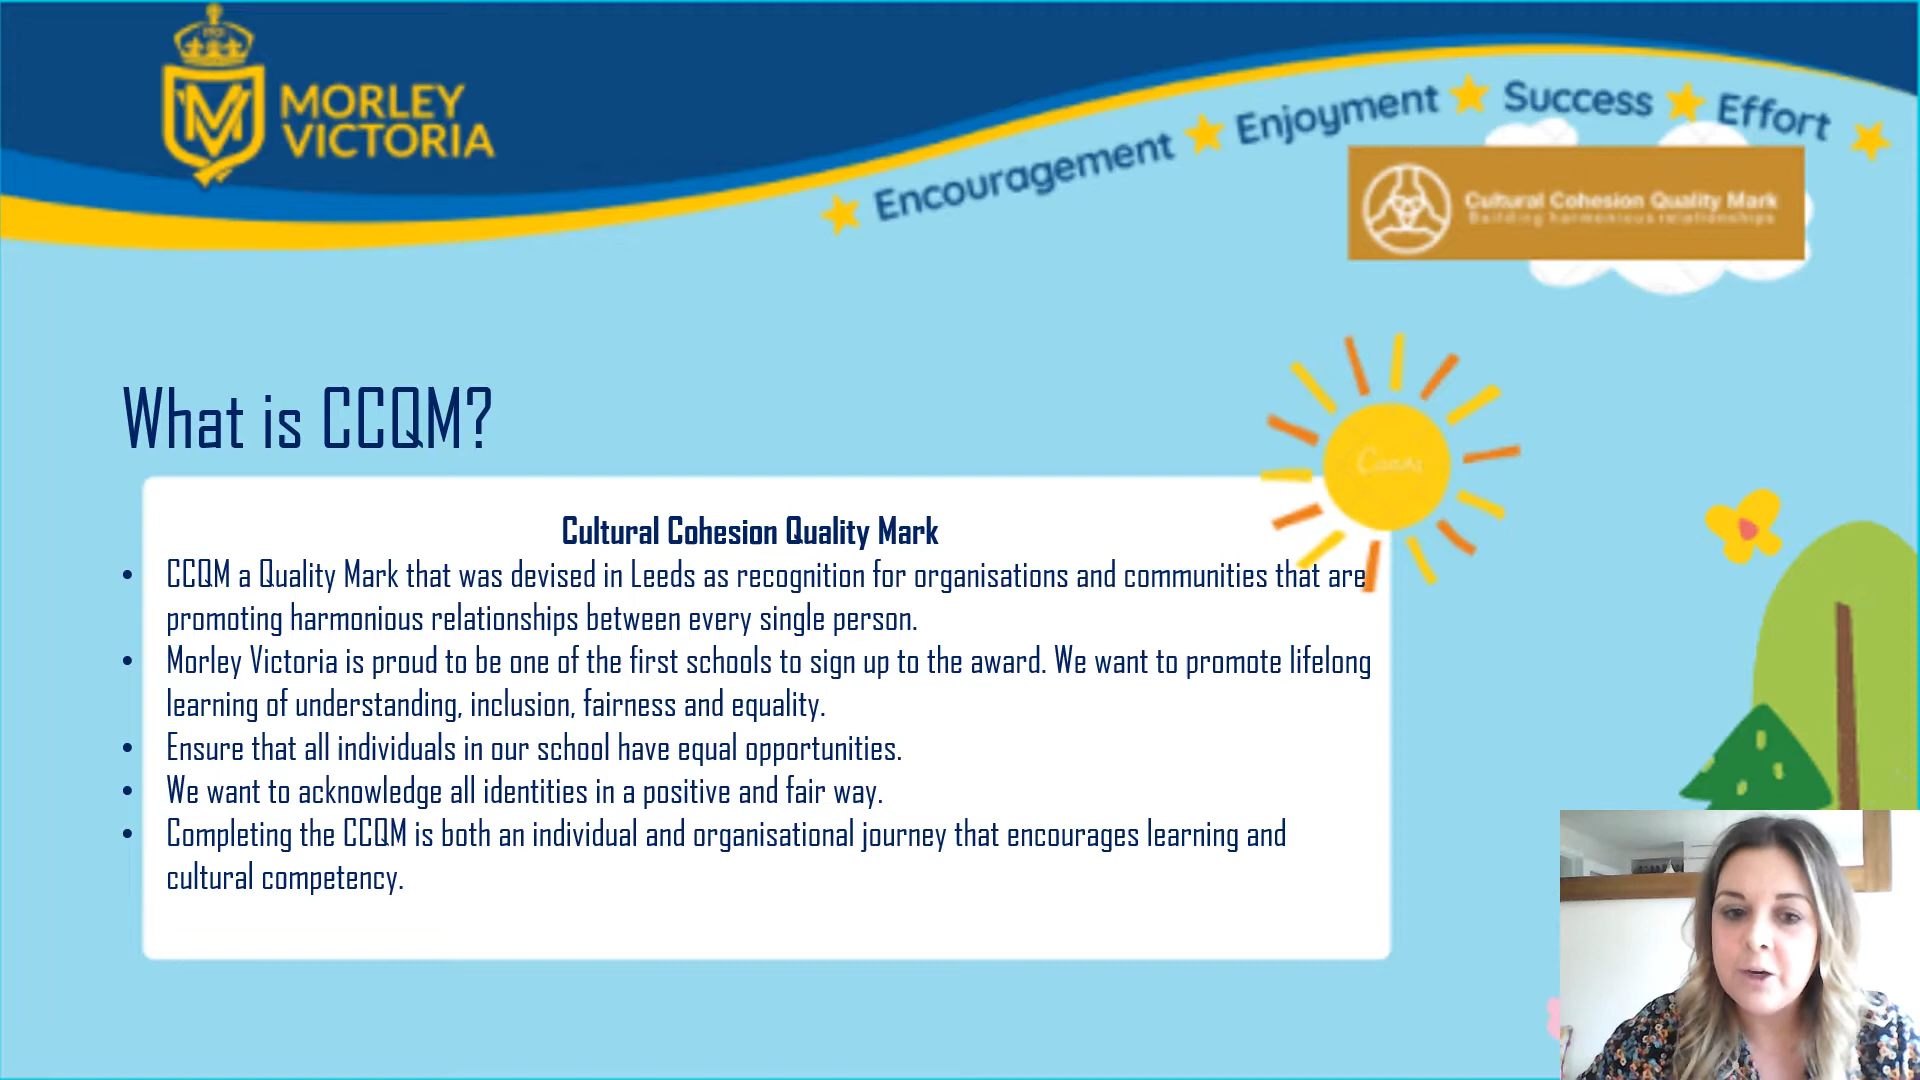 MORLEY
VICTORIA
Encouragement Enjoyment Success Effort
Cultural Cohesion Quality Mark
Building harmonious relationships
What is CCQM?
Canva
Cultural Cohesion Quality Mark
• CCQM a Quality Mark that was devised in Leeds as recognition for organisations and communities that are
promoting harmonious relationships between every single person.
• Morley Victoria is proud to be one of the first schools to sign up to the award. We want to promote lifelong
learning of understanding, inclusion, fairness and equality.
• Ensure that all individuals in our school have equal opportunities.
• We want to acknowledge all identities in a positive and fair way.
• Completing the CCQM is both an individual and organisational journey that encourages learning and
cultural competency.